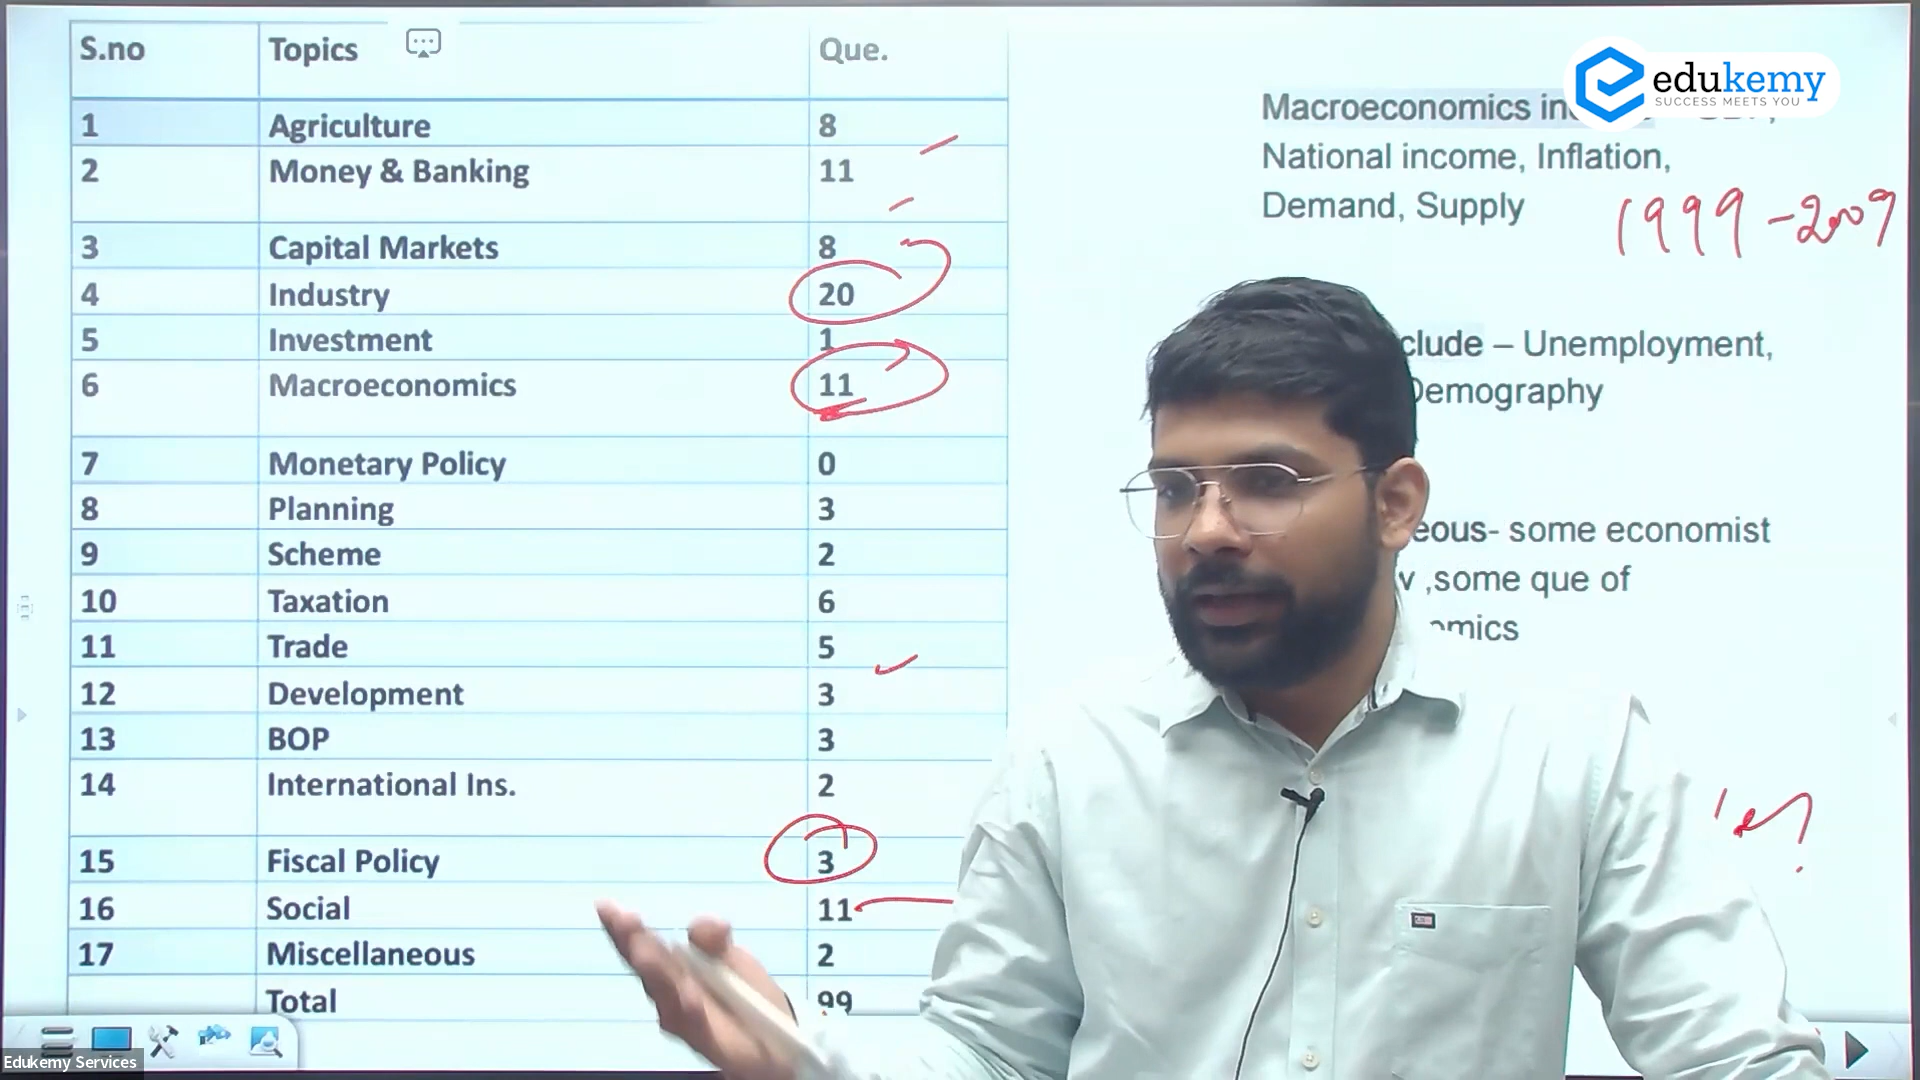 S.no Topics Que.
1 Agriculture 8
2 Money & Banking 11
3 Capital Markets 8
4 Industry 20
5 Investment 1
6 Macroeconomics 11
7 Monetary Policy 0
8 Planning 3
9 Scheme 2
10 Taxation 6
11 Trade 5
12 Development 3
13 BOP 3
14 International Ins. 2
15 Fiscal Policy 3
16 Social 11
17 Miscellaneous 2
Total 99
edukemy
SUCCESS MEETS YOU
Macroeconomics
National income, Inflation,
Demand, Supply
1999-2009
– Unemployment,
Demography
- some economist
,some que of
Edukemy Services